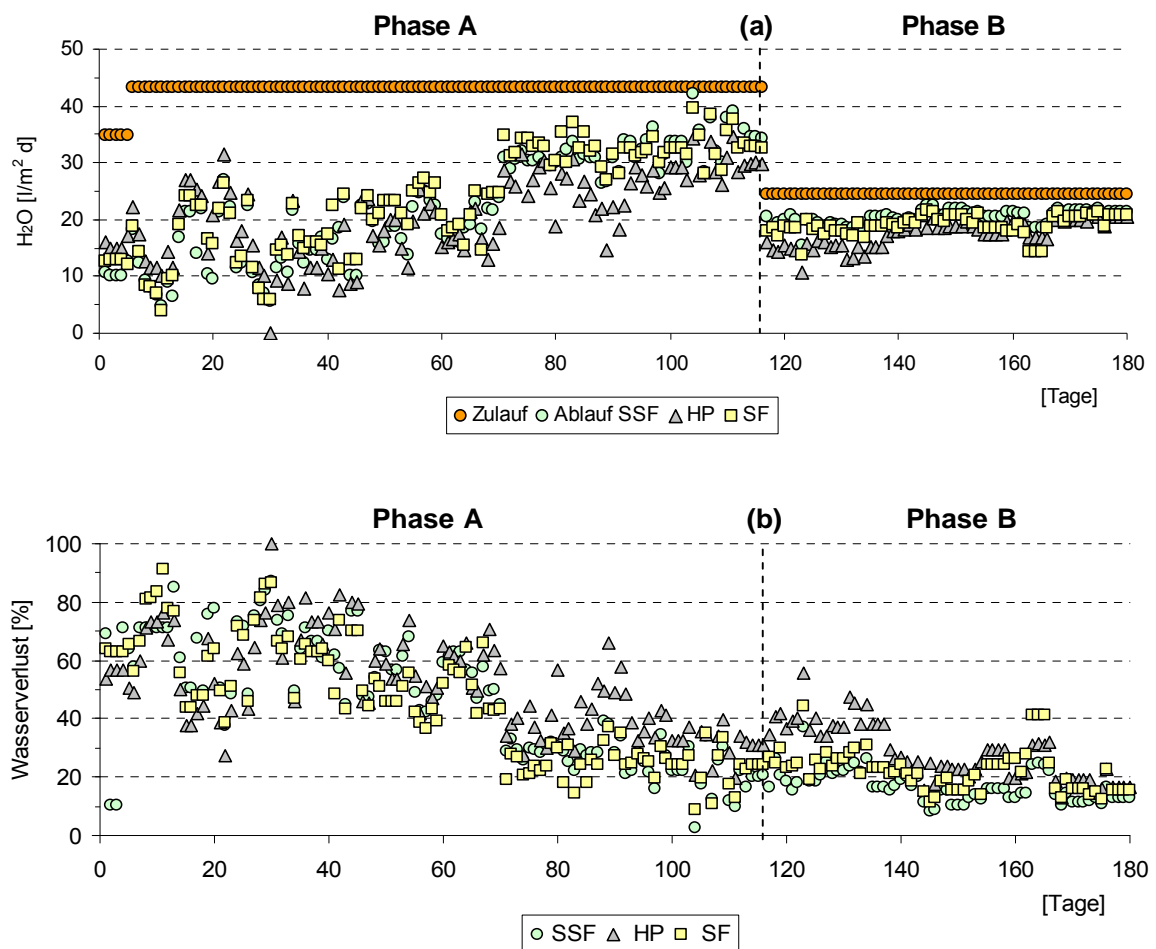 Phase A (a) Phase B
50
40
30
20
10
0
H₂O [l/m² d]
0 20 40 60 80 100 120 140 160 180
[Tage]
Zulauf Ablauf SSF HP SF
Phase A (b) Phase B
100
80
60
40
20
0
Wasserverlust [%]
0 20 40 60 80 100 120 140 160 180
[Tage]
SSF HP SF